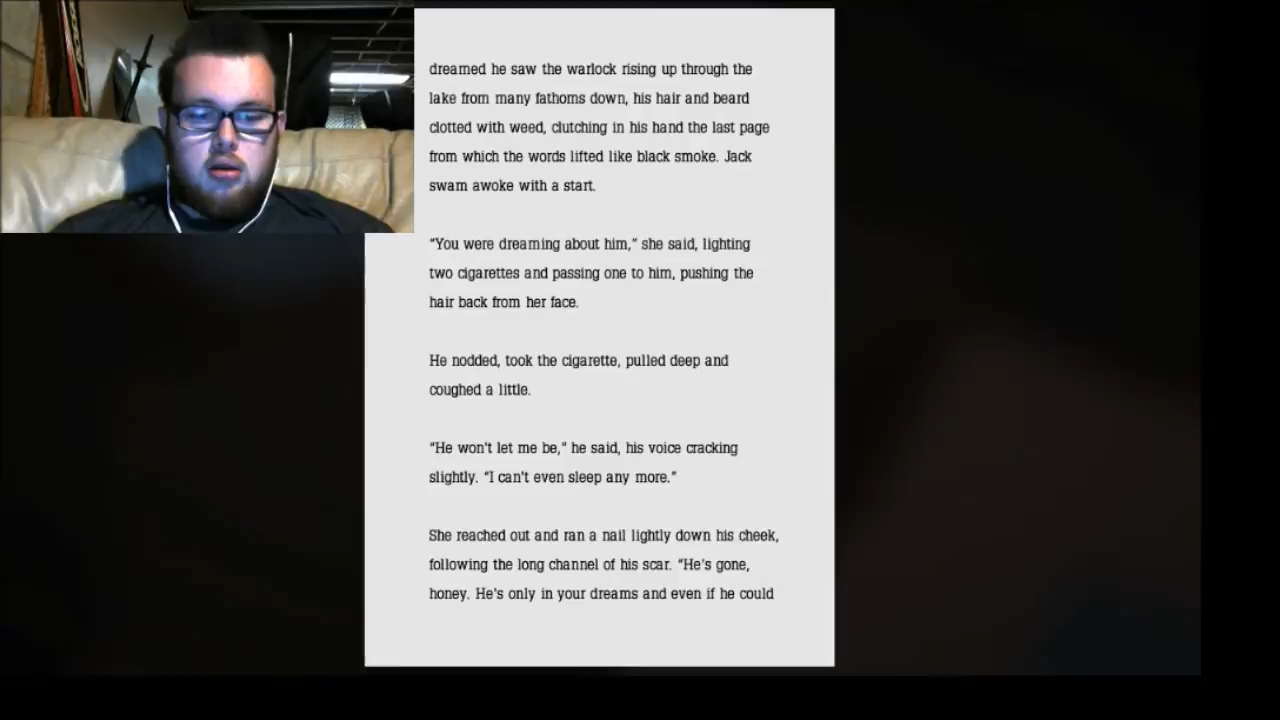 dreamed he saw the warlock rising up through the
lake from many fathoms down, his hair and beard
clotted with weed, clutching in his hand the last page
from which the words lifted like black smoke. Jack
swam awoke with a start.
“You were dreaming about him,” she said, lighting
two cigarettes and passing one to him, pushing the
hair back from her face.
He nodded, took the cigarette, pulled deep and
coughed a little.
“He won't let me be,” he said, his voice cracking
slightly. “I can't even sleep any more.”
She reached out and ran a nail lightly down his cheek,
following the long channel of his scar. “He's gone,
honey. He's only in your dreams and even if he could